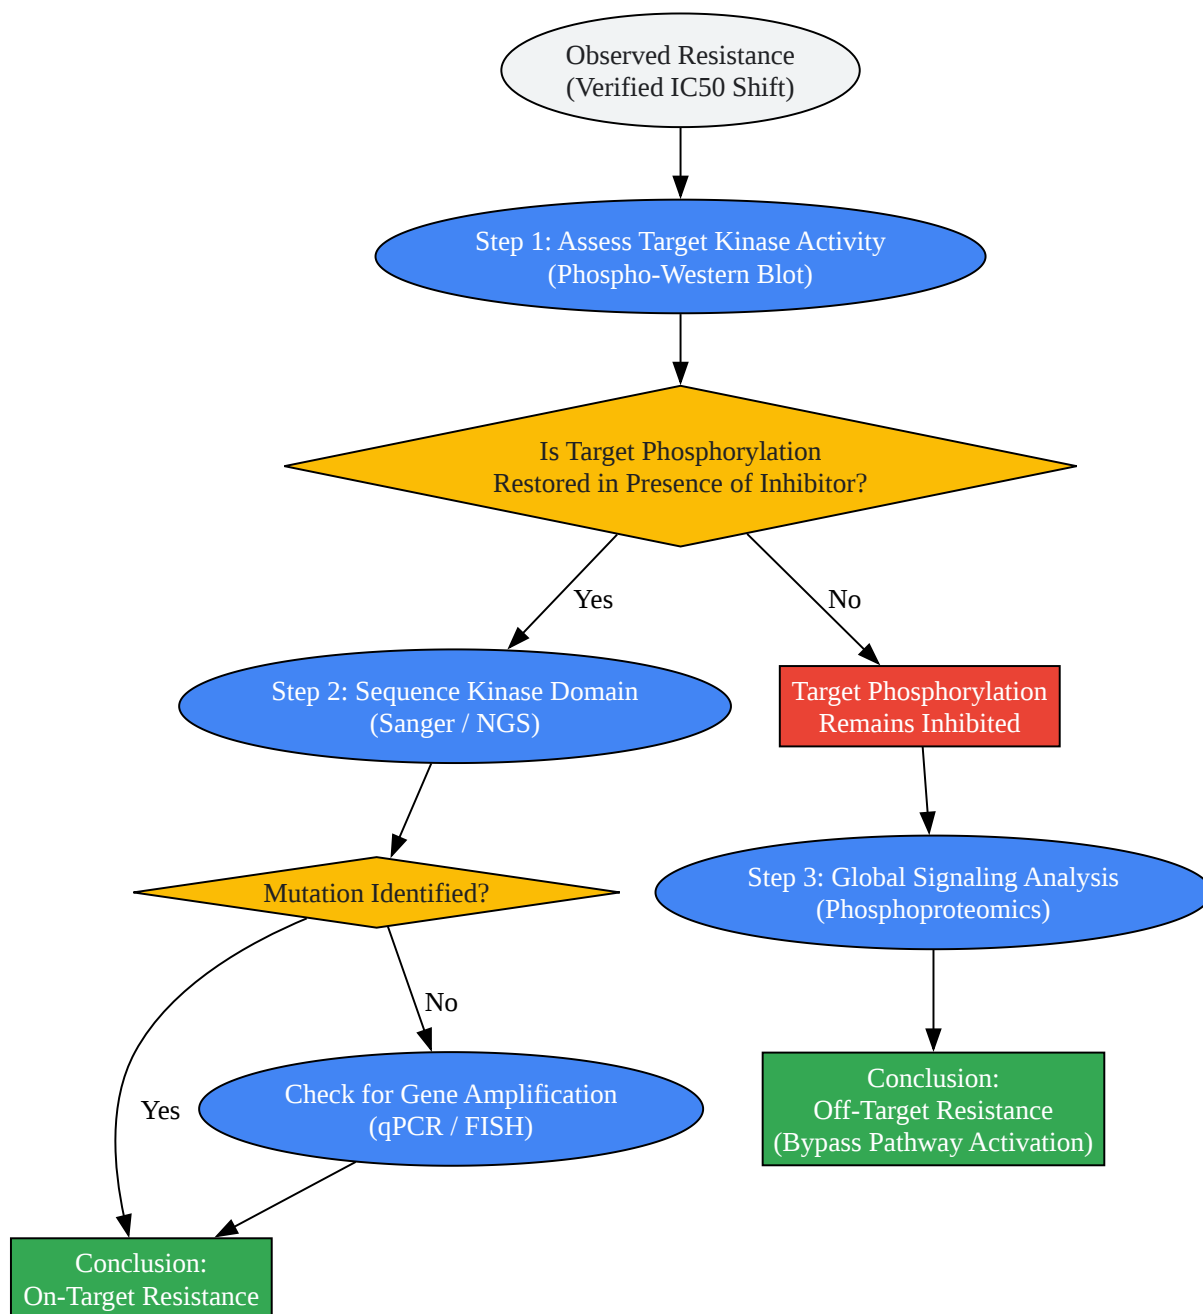 Observed Resistance
(Verified IC50 Shift)
Step 1: Assess Target Kinase Activity
(Phospho-Western Blot)
Is Target Phosphorylation
Restored in Presence of Inhibitor?
Yes
No
Step 2: Sequence Kinase Domain
(Sanger / NGS)
Target Phosphorylation
Remains Inhibited
Mutation Identified?
Step 3: Global Signaling Analysis
(Phosphoproteomics)
No
Yes
Check for Gene Amplification
(qPCR / FISH)
Conclusion:
Off-Target Resistance
(Bypass Pathway Activation)
Conclusion:
On-Target Resistance